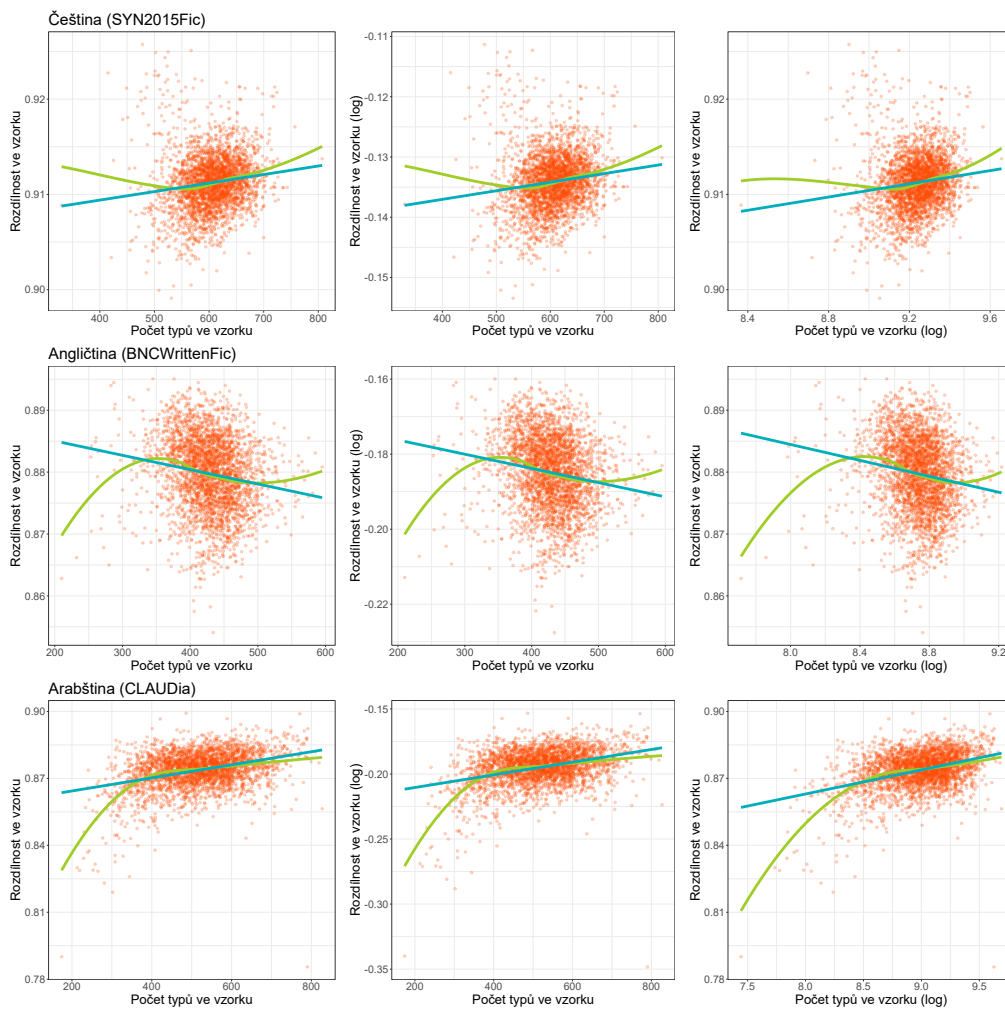 Čeština (SYN2015Fic)
Rozdílnost ve vzorku
0.92
0.91
0.90
400 500 600 700 800
Počet typů ve vzorku
Rozdílnost ve vzorku (log)
-0.11
-0.12
-0.13
-0.14
-0.15
400 500 600 700 800
Počet typů ve vzorku
Rozdílnost ve vzorku
0.92
0.91
0.90
8.4 8.8 9.2 9.6
Počet typů ve vzorku (log)
Angličtina (BNCWrittenFic)
Rozdílnost ve vzorku
0.89
0.88
0.87
0.86
200 300 400 500 600
Počet typů ve vzorku
Rozdílnost ve vzorku (log)
-0.16
-0.18
-0.20
-0.22
200 300 400 500 600
Počet typů ve vzorku
Rozdílnost ve vzorku
0.89
0.88
0.87
0.86
8.0 8.4 8.8 9.2
Počet typů ve vzorku (log)
Arabština (CLAUDia)
Rozdílnost ve vzorku
0.90
0.87
0.84
0.81
0.78
200 400 600 800
Počet typů ve vzorku
Rozdílnost ve vzorku (log)
-0.15
-0.20
-0.25
-0.30
-0.35
200 400 600 800
Počet typů ve vzorku
Rozdílnost ve vzorku
0.90
0.87
0.84
0.81
0.78
7.5 8.0 8.5 9.0 9.5
Počet typů ve vzorku (log)